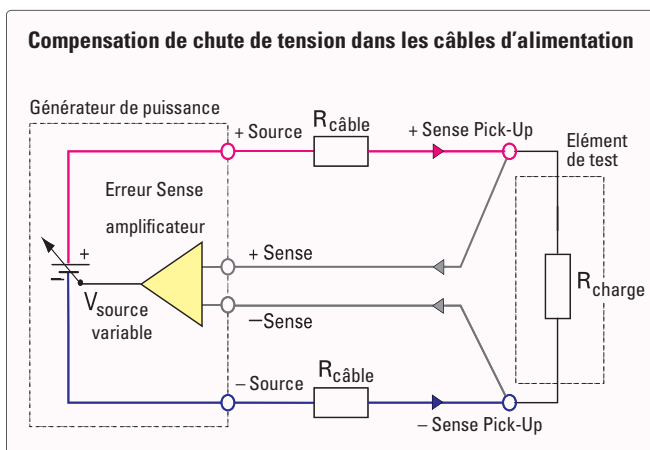 Compensation de chute de tension dans les câbles d’alimentation
Générateur de puissance
+ Source
Rcâble
+ Sense Pick-Up
Elément
de test
Erreur Sense
amplificateur
+
−
Vsource
variable
+ Sense
−Sense
Rcharge
− Source
Rcâble
− Sense Pick-Up